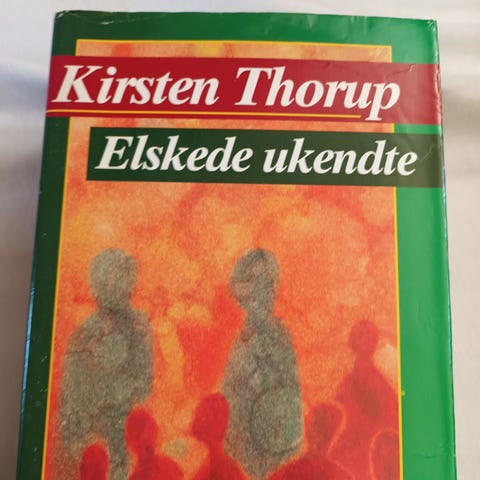 Kirsten Thorup
Elskede ukendte